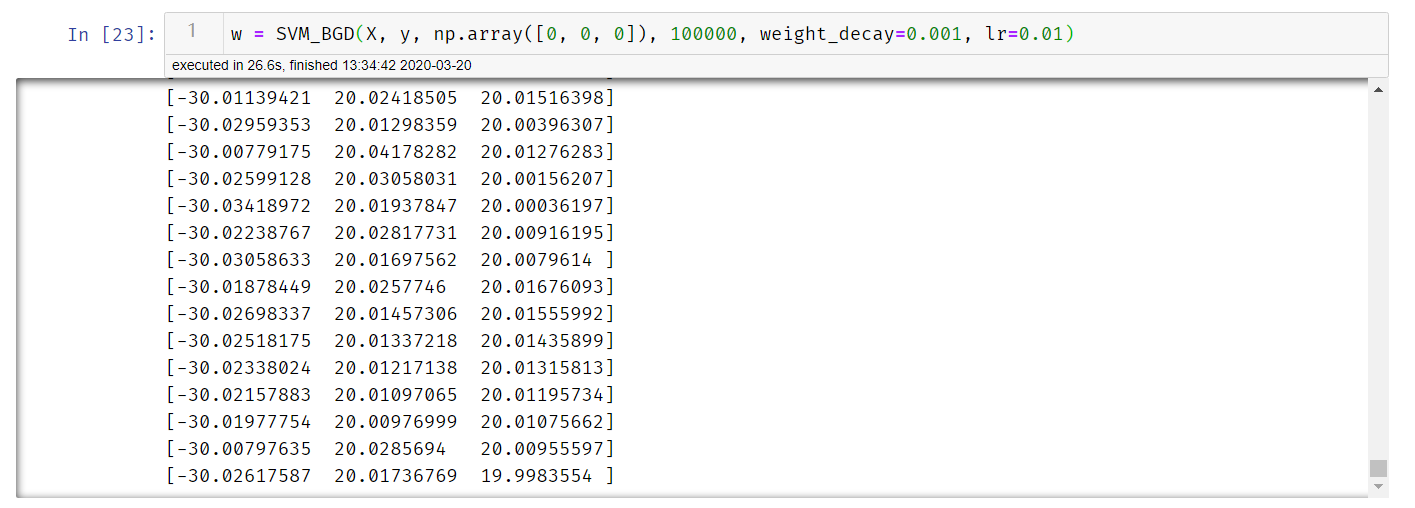 In [23]: 1 w = SVM_BGD(X, y, np.array([0, 0, 0]), 100000, weight_decay=0.001, lr=0.01)
executed in 26.6s, finished 13:34:42 2020-03-20
[-30.01139421 20.02418505 20.01516398]
[-30.02959353 20.01298359 20.00396307]
[-30.00779175 20.04178282 20.01276283]
[-30.02599128 20.03058031 20.00156207]
[-30.03418972 20.01937847 20.00036197]
[-30.02238767 20.02817731 20.00916195]
[-30.03058633 20.01697562 20.0079614 ]
[-30.01878449 20.0257746 20.01676093]
[-30.02698337 20.01457306 20.01555992]
[-30.02518175 20.01337218 20.01435899]
[-30.02338024 20.01217138 20.01315813]
[-30.02157883 20.01097065 20.01195734]
[-30.01977754 20.00976999 20.01075662]
[-30.00797635 20.0285694 20.00955597]
[-30.02617587 20.01736769 19.9983554 ]